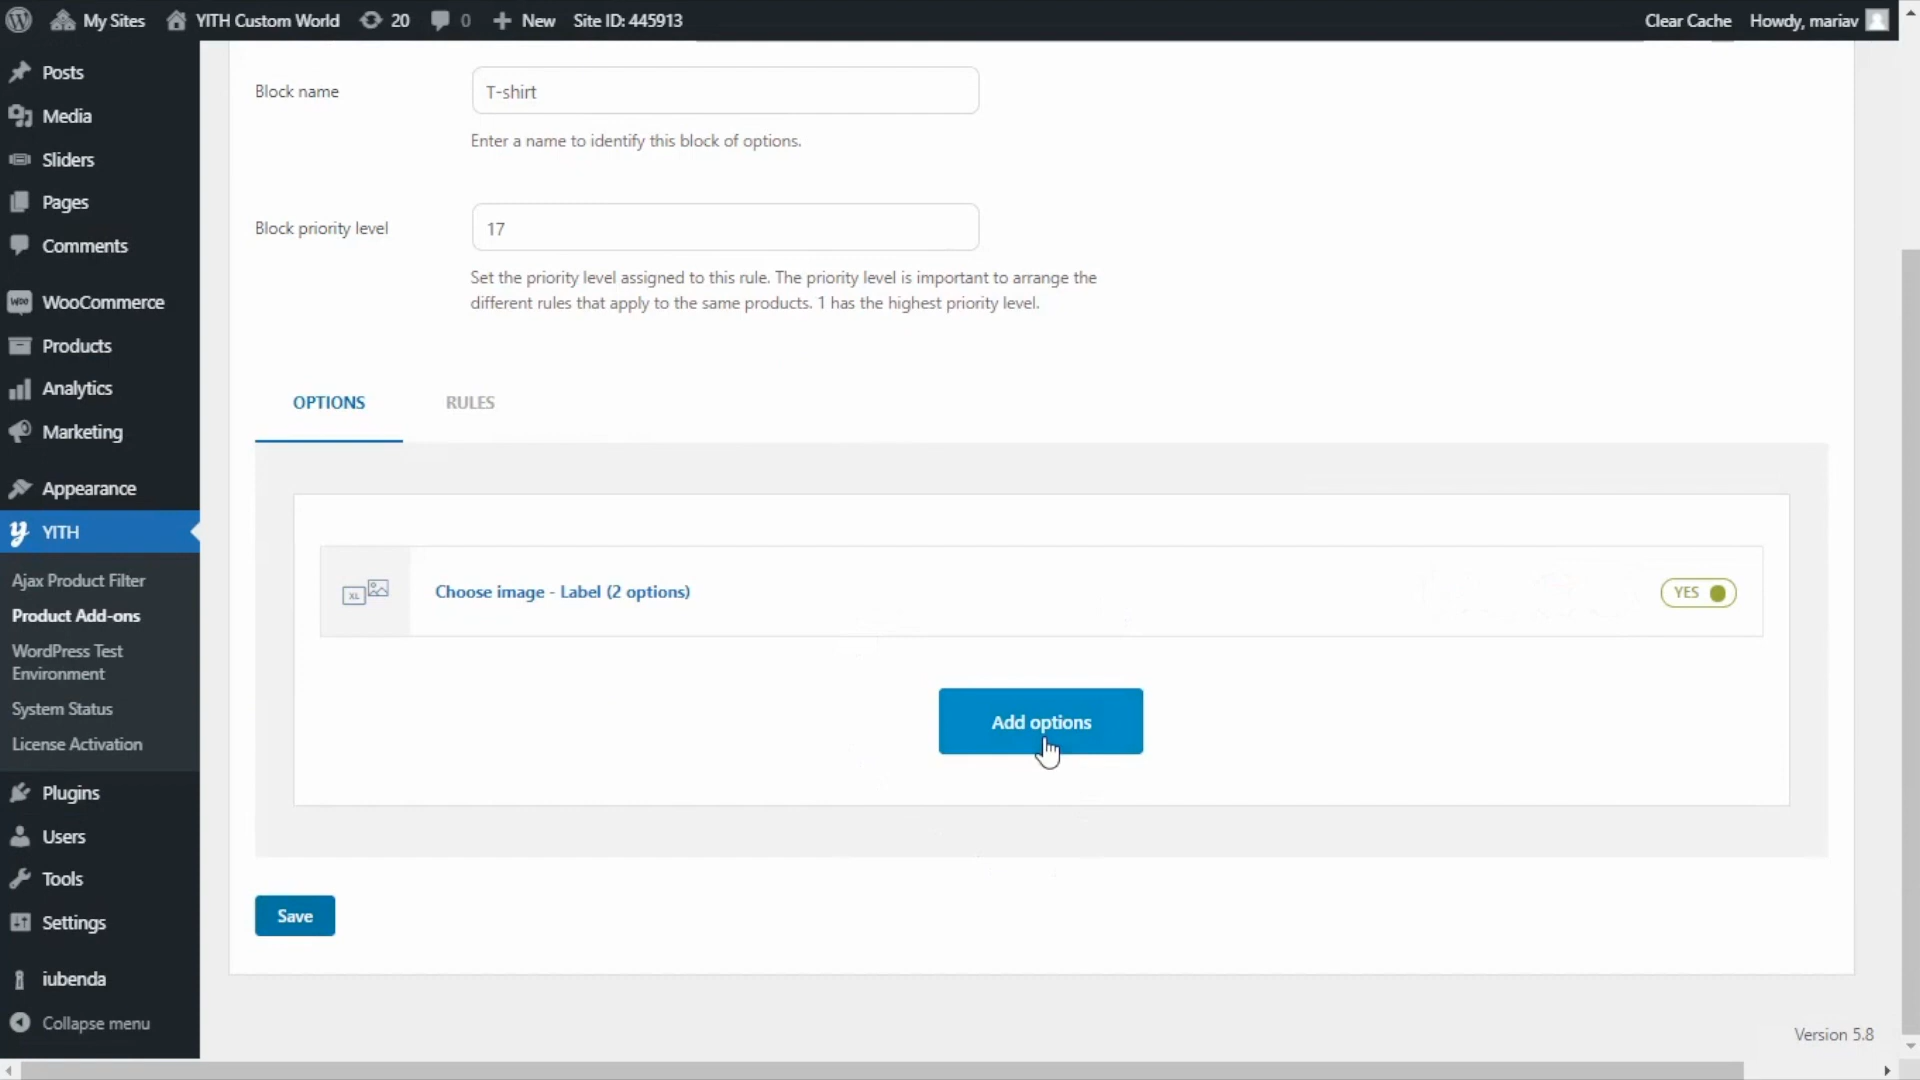 My Sites
YITH Custom World
20
0
New
Site ID: 445913
Clear Cache
Howdy, mariav
Posts
Media
Sliders
Pages
Comments
WooCommerce
Products
Analytics
Marketing
Appearance
YITH
Ajax Product Filter
Product Add-ons
WordPress Test
Environment
System Status
License Activation
Plugins
Users
Tools
Settings
iubenda
Collapse menu
Block name
T-shirt
Enter a name to identify this block of options.
Block priority level
17
Set the priority level assigned to this rule. The priority level is important to arrange the
different rules that apply to the same products. 1 has the highest priority level.
OPTIONS
RULES
XL
Choose image - Label (2 options)
YES
Add options
Save
Version 5.8